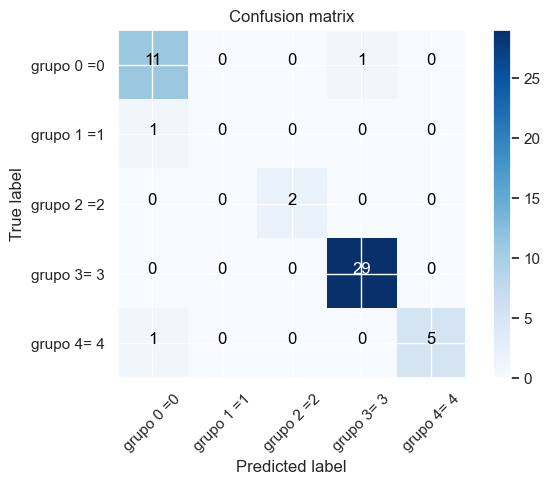 Confusion matrix
grupo 0 =0 11 0 0 1 0
grupo 1 =1 1 0 0 0 0
grupo 2 =2 0 0 2 0 0
grupo 3= 3 0 0 0 29 0
grupo 4= 4 1 0 0 0 5
True label
grupo 0 =0 grupo 1 =1 grupo 2 =2 grupo 3= 3 grupo 4= 4
Predicted label
25
20
15
10
5
0